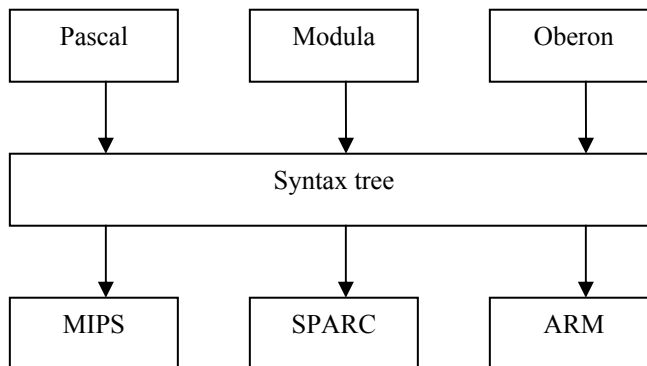 Pascal
Modula
Oberon
Syntax tree
MIPS
SPARC
ARM